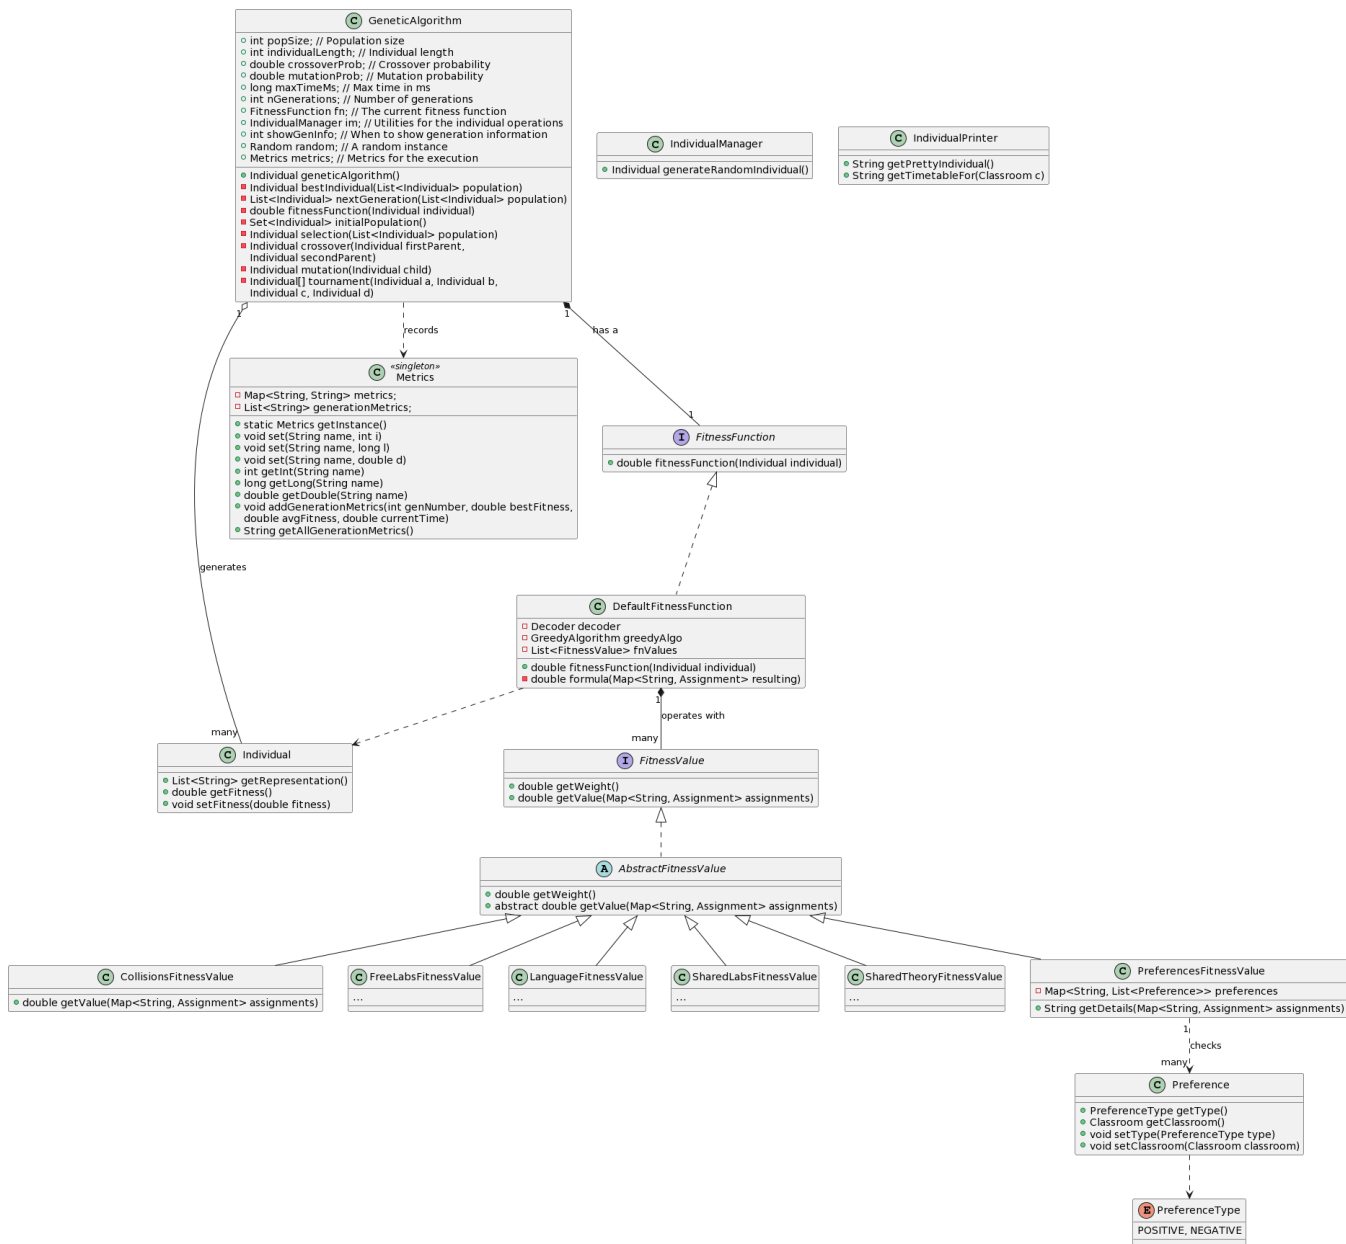 C GeneticAlgorithm
int popSize; // Population size
int individualLength; // Individual length
double crossoverProb; // Crossover probability
double mutationProb; // Mutation probability
long maxTimeMs; // Max time in ms
int nGenerations; // Number of generations
FitnessFunction fn; // The current fitness function
IndividualManager im; // Utilities for the individual operations
int showGenInfo; // When to show generation information
Random random; // A random instance
Metrics metrics; // Metrics for the execution
Individual geneticAlgorithm()
Individual bestIndividual(List<Individual> population)
List<Individual> nextGeneration(List<Individual> population)
double fitnessFunction(Individual individual)
Set<Individual> initialPopulation()
Individual selection(List<Individual> population)
Individual crossover(Individual firstParent,
Individual secondParent)
Individual mutation(Individual child)
Individual[] tournament(Individual a, Individual b,
Individual c, Individual d)
C IndividualManager
Individual generateRandomIndividual()
C IndividualPrinter
String getPrettyIndividual()
String getTimetableFor(Classroom c)
1
1
records
has a
C «singleton»
Metrics
Map<String, String> metrics;
List<String> generationMetrics;
static Metrics getInstance()
void set(String name, int i)
void set(String name, long l)
void set(String name, double d)
int getInt(String name)
long getLong(String name)
double getDouble(String name)
void addGenerationMetrics(int genNumber, double bestFitness,
double avgFitness, double currentTime)
String getAllGenerationMetrics()
1
I FitnessFunction
double fitnessFunction(Individual individual)
generates
C DefaultFitnessFunction
Decoder decoder
GreedyAlgorithm greedyAlgo
List<FitnessValue> fnValues
double fitnessFunction(Individual individual)
double formula(Map<String, Assignment> resulting)
1
operates with
many
many
C Individual
List<String> getRepresentation()
double getFitness()
void setFitness(double fitness)
I FitnessValue
double getWeight()
double getValue(Map<String, Assignment> assignments)
A AbstractFitnessValue
double getWeight()
abstract double getValue(Map<String, Assignment> assignments)
C CollisionsFitnessValue
double getValue(Map<String, Assignment> assignments)
C FreeLabsFitnessValue
...
C LanguageFitnessValue
...
C SharedLabsFitnessValue
...
C SharedTheoryFitnessValue
...
C PreferencesFitnessValue
Map<String, List<Preference>> preferences
String getDetails(Map<String, Assignment> assignments)
1
checks
many
C Preference
PreferenceType getType()
Classroom getClassroom()
void setType(PreferenceType type)
void setClassroom(Classroom classroom)
E PreferenceType
POSITIVE, NEGATIVE